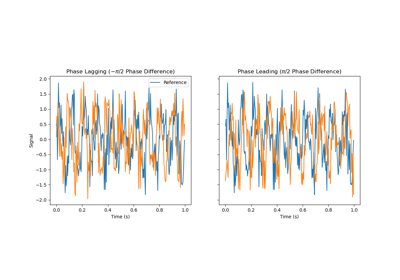 Phase Lagging (−π/2 Phase Difference)
Phase Leading (π/2 Phase Difference)
Reference
Signal
2.0
1.5
1.0
0.5
0.0
−0.5
−1.0
−1.5
−2.0
0.0 0.2 0.4 0.6 0.8 1.0
0.0 0.2 0.4 0.6 0.8 1.0
Time (s)
Time (s)